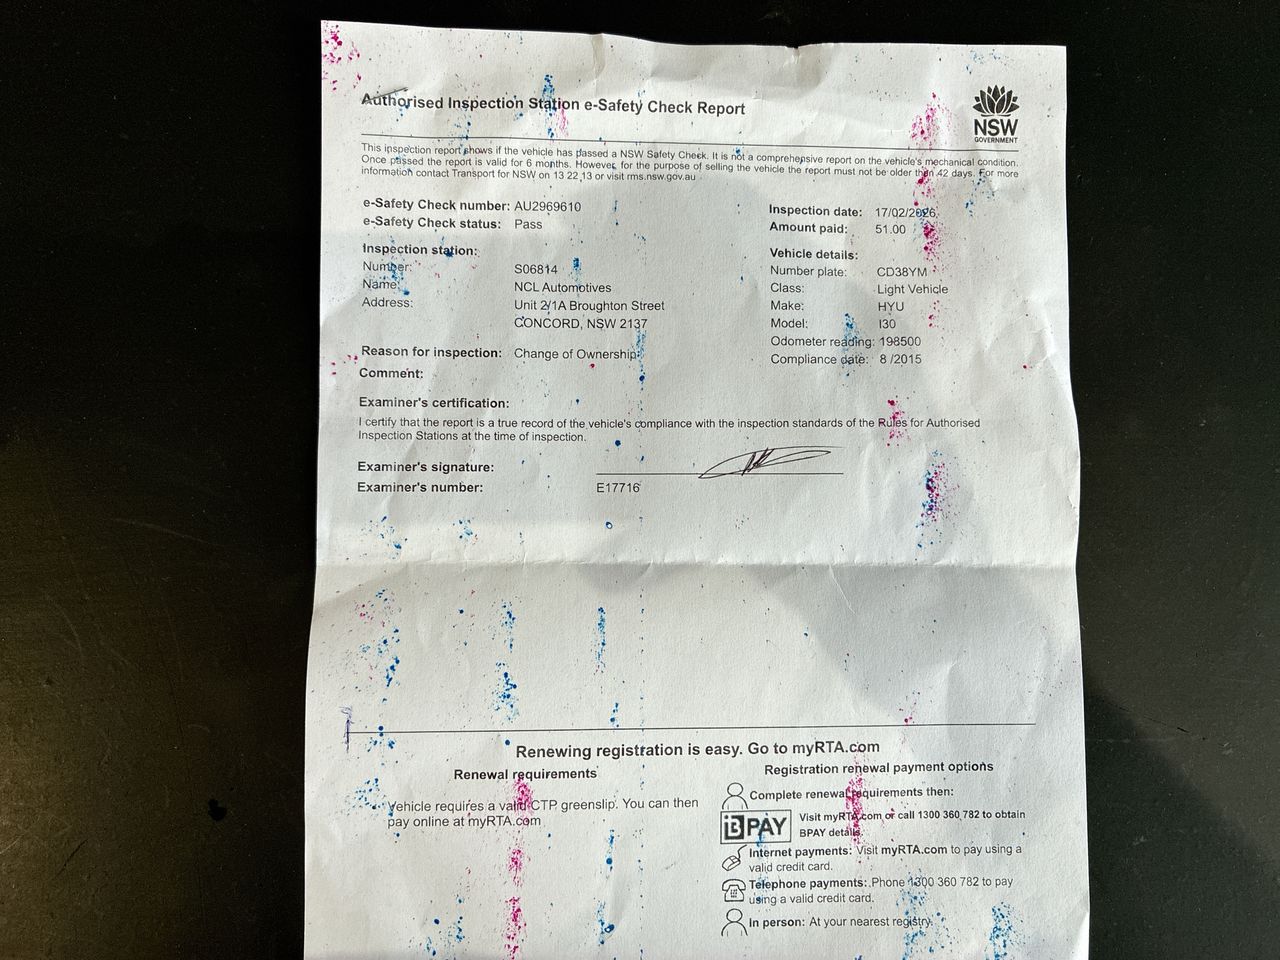 Authorised Inspection Station e-Safety Check Report
NSW
GOVERNMENT
This inspection report shows if the vehicle has passed a NSW Safety Check. It is not a comprehensive report on the vehicle's mechanical condition.
Once passed the report is valid for 6 months. However, for the purpose of selling the vehicle the report must not be older than 42 days. For more
information contact Transport for NSW on 13 22 13 or visit rms.nsw.gov.au
e-Safety Check number: AU2969610
e-Safety Check status: Pass
Inspection date: 17/02/2026
Amount paid: 51.00
Inspection station:
Number: S06814
Name: NCL Automotives
Address: Unit 2/1A Broughton Street
CONCORD, NSW 2137
Vehicle details:
Number plate: CD38YM
Class: Light Vehicle
Make: HYU
Model: I30
Odometer reading: 198500
Compliance date: 8 /2015
Reason for inspection: Change of Ownership
Comment:
Examiner's certification:
I certify that the report is a true record of the vehicle's compliance with the inspection standards of the Rules for Authorised
Inspection Stations at the time of inspection.
Examiner's signature:
Examiner's number: E17716
Renewing registration is easy. Go to myRTA.com
Renewal requirements
Vehicle requires a valid CTP greenslip. You can then
pay online at myRTA.com
Registration renewal payment options
Complete renewal requirements then:
B PAY
Visit myRTA.com or call 1300 360 782 to obtain
BPAY details.
Internet payments: Visit myRTA.com to pay using a
valid credit card.
Telephone payments: Phone 1300 360 782 to pay
using a valid credit card.
In person: At your nearest registry.